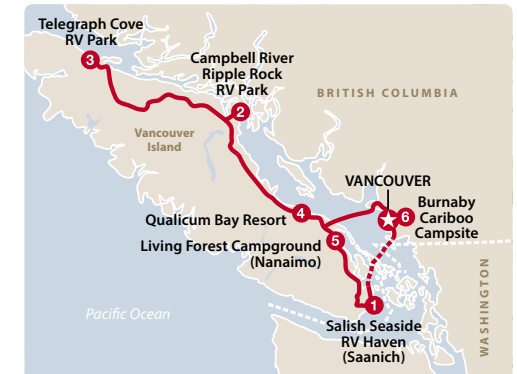 Telegraph Cove
RV Park
3
Campbell River
Ripple Rock
RV Park
2
BRITISH COLUMBIA
Vancouver
Island
VANCOUVER
6
Burnaby
Cariboo
Campsite
Qualicum Bay Resort
4
Living Forest Campground
(Nanaimo)
5
WASHINGTON
Pacific Ocean
1
Salish Seaside
RV Haven
(Saanich)